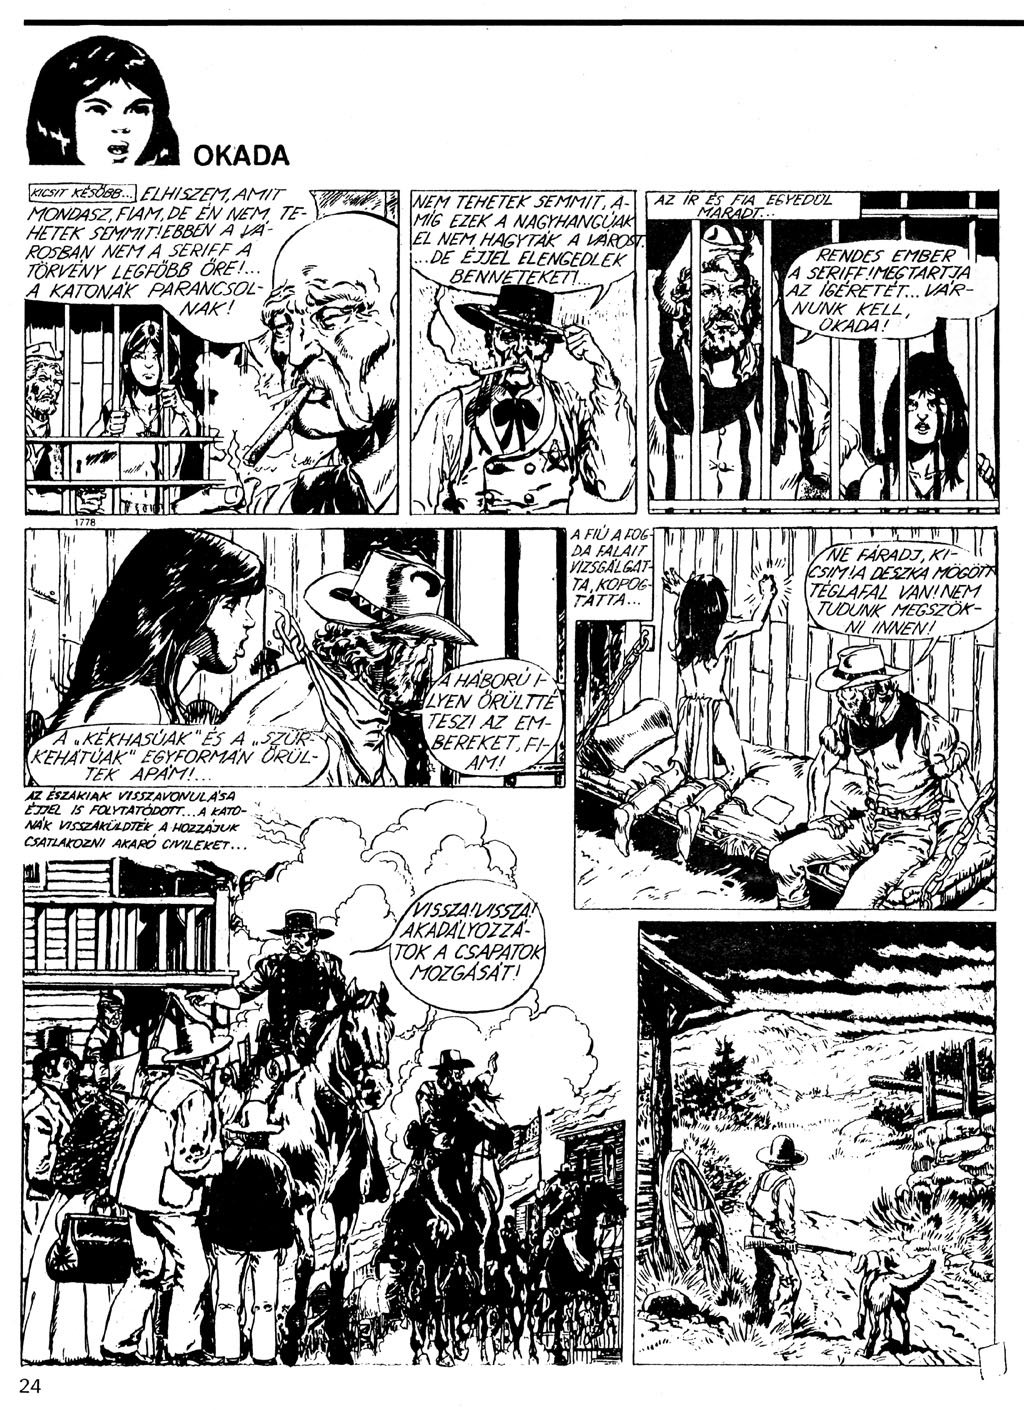 OKADA
KICSIT KÉSŐBB...
ELHISZEM, AMIT
MONDASZ, FIAM, DE ÉN NEM TE-
HETEK SEMMIT! EBBEN A VÁ-
ROSBAN NEM A SERIFF A
TÖRVÉNY LEGFŐBB ŐRE!...
A KATONÁK PARANCSOL-
NAK!
NEM TEHETEK SEMMIT, A-
MÍG EZEK A NAGYHANGÚAK
EL NEM HAGYTÁK A VÁROST.
...DE ÉJJEL ELENGEDLEK
BENNETEKET!...
AZ ÍR ÉS FIA EGYEDÜL
MARADT...
RENDES EMBER
A SERIFF! MEGTARTJA
AZ ÍGÉRETÉT... VÁR-
NUNK KELL,
OKADA!
1778
A „KÉKHASÚAK" ÉS A „SZÜR-
KEHÁTÚAK" EGYFORMÁN ŐRÜL-
TEK APÁM!...
A HÁBORÚ I-
LYEN ŐRÜLTTÉ
TESZI AZ EM-
BEREKET, FI-
AM!
A FIÚ A FOG-
DA FALAIT
VIZSGÁLGAT-
TA, KOPOG-
TATTA...
NE FÁRADJ, KI-
CSIM! A DESZKA MÖGÖTT
TÉGLAFAL VAN! NEM
TUDUNK MEGSZÖK-
NI INNEN!
AZ ÉSZAKIAK VISSZAVONULÁSA
ÉJJEL IS FOLYTATÓDOTT... A KATO-
NÁK VISSZAKÜLDTÉK A HOZZÁJUK
CSATLAKOZNI AKARÓ CIVILEKET...
VISSZA! VISSZA!
AKADÁLYOZZÁ-
TOK A CSAPATOK
MOZGÁSÁT!
24